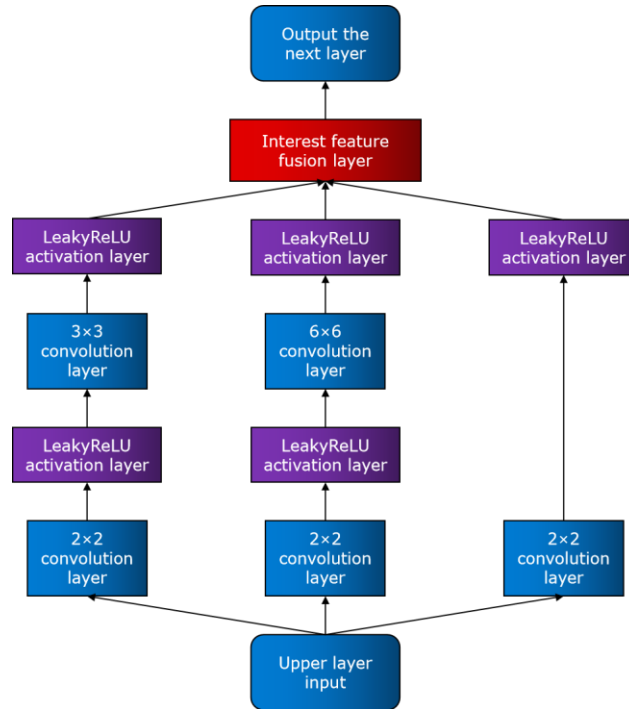 Output the
next layer
Interest feature
fusion layer
LeakyReLU
activation layer
LeakyReLU
activation layer
LeakyReLU
activation layer
3×3
convolution
layer
6×6
convolution
layer
LeakyReLU
activation layer
LeakyReLU
activation layer
2×2
convolution
layer
2×2
convolution
layer
2×2
convolution
layer
Upper layer
input